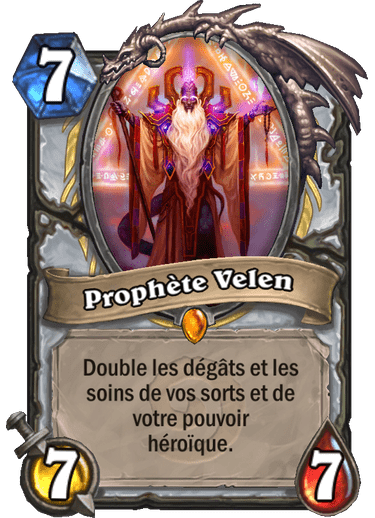 7
Prophète Velen
Double les dégâts et les
soins de vos sorts et de
votre pouvoir
héroïque.
7
7